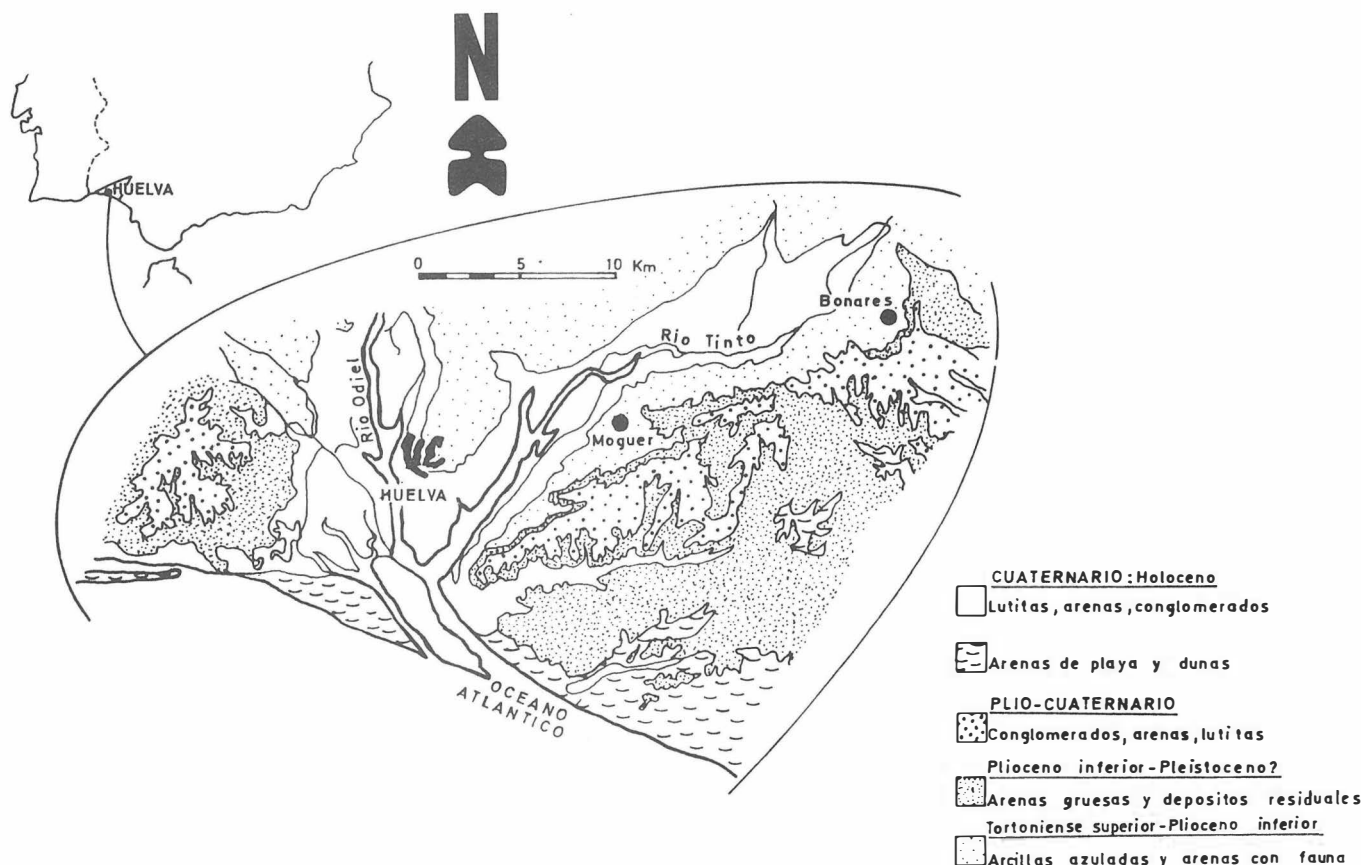 N
HUELVA
0 5 10 Km
Bonares
Río Tinto
Río Odiel
Moguer
HUELVA
OCEANO
ATLANTICO
CUATERNARIO: Holoceno
Lutitas, arenas, conglomerados
Arenas de playa y dunas
PLIO-CUATERNARIO
Conglomerados, arenas, lutitas
Plioceno inferior-Pleistoceno?
Arenas gruesas y depositos residuales
Tortoniense superior-Plioceno inferior
Arcillas azuladas y arenas con fauna